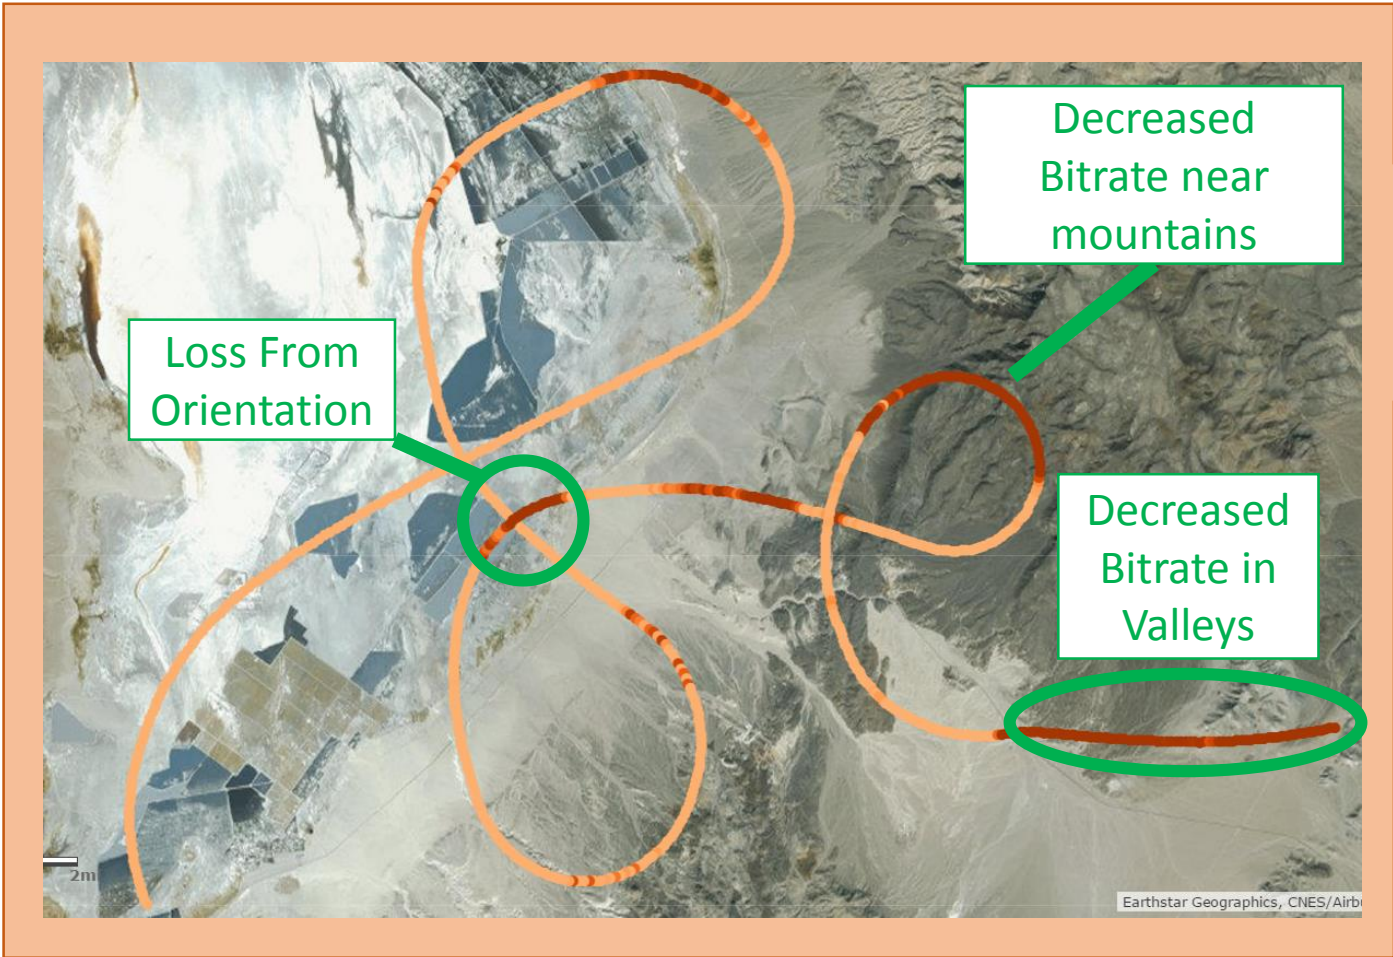 Decreased
Bitrate near
mountains
Loss From
Orientation
Decreased
Bitrate in
Valleys
2m
Earthstar Geographics, CNES/Airbu